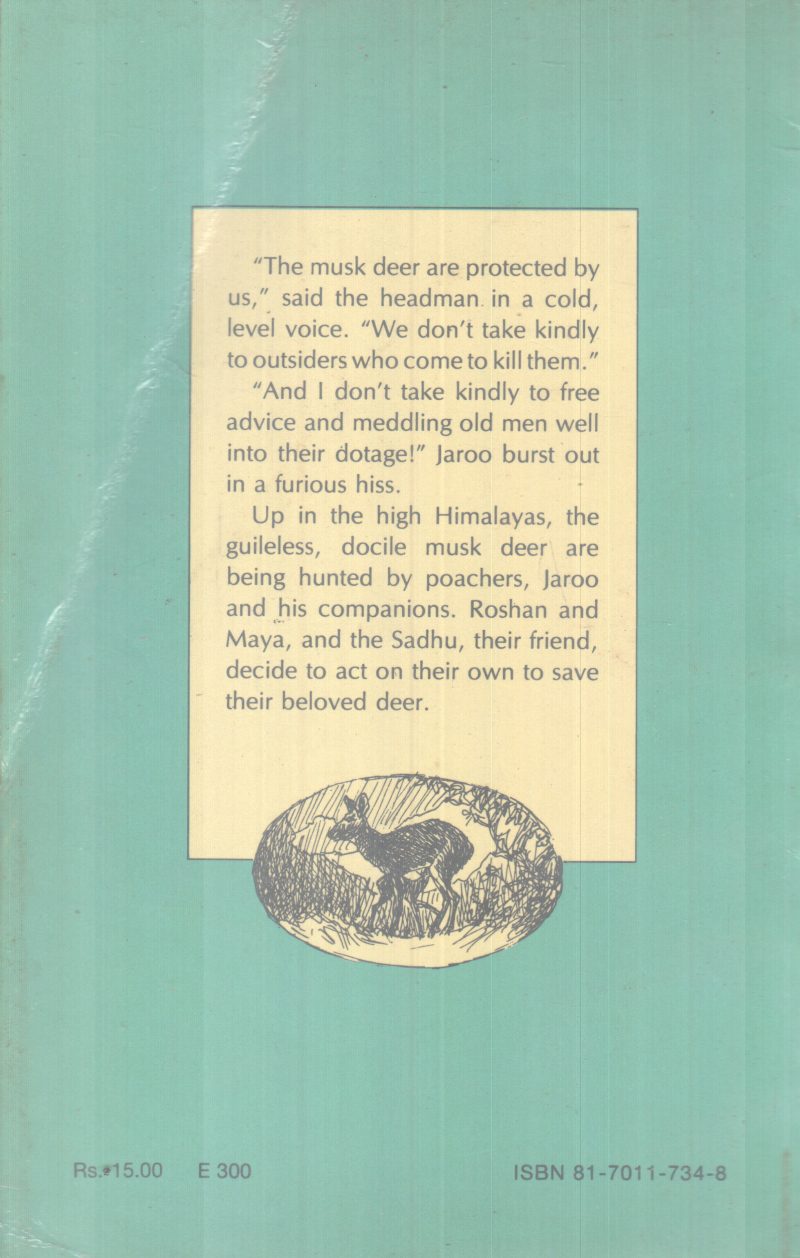 "The musk deer are protected by
us," said the headman in a cold,
level voice. "We don't take kindly
to outsiders who come to kill them."
"And I don't take kindly to free
advice and meddling old men well
into their dotage!" Jaroo burst out
in a furious hiss.
Up in the high Himalayas, the
guileless, docile musk deer are
being hunted by poachers, Jaroo
and his companions. Roshan and
Maya, and the Sadhu, their friend,
decide to act on their own to save
their beloved deer.
Rs. 15.00 E 300 ISBN 81-7011-734-8